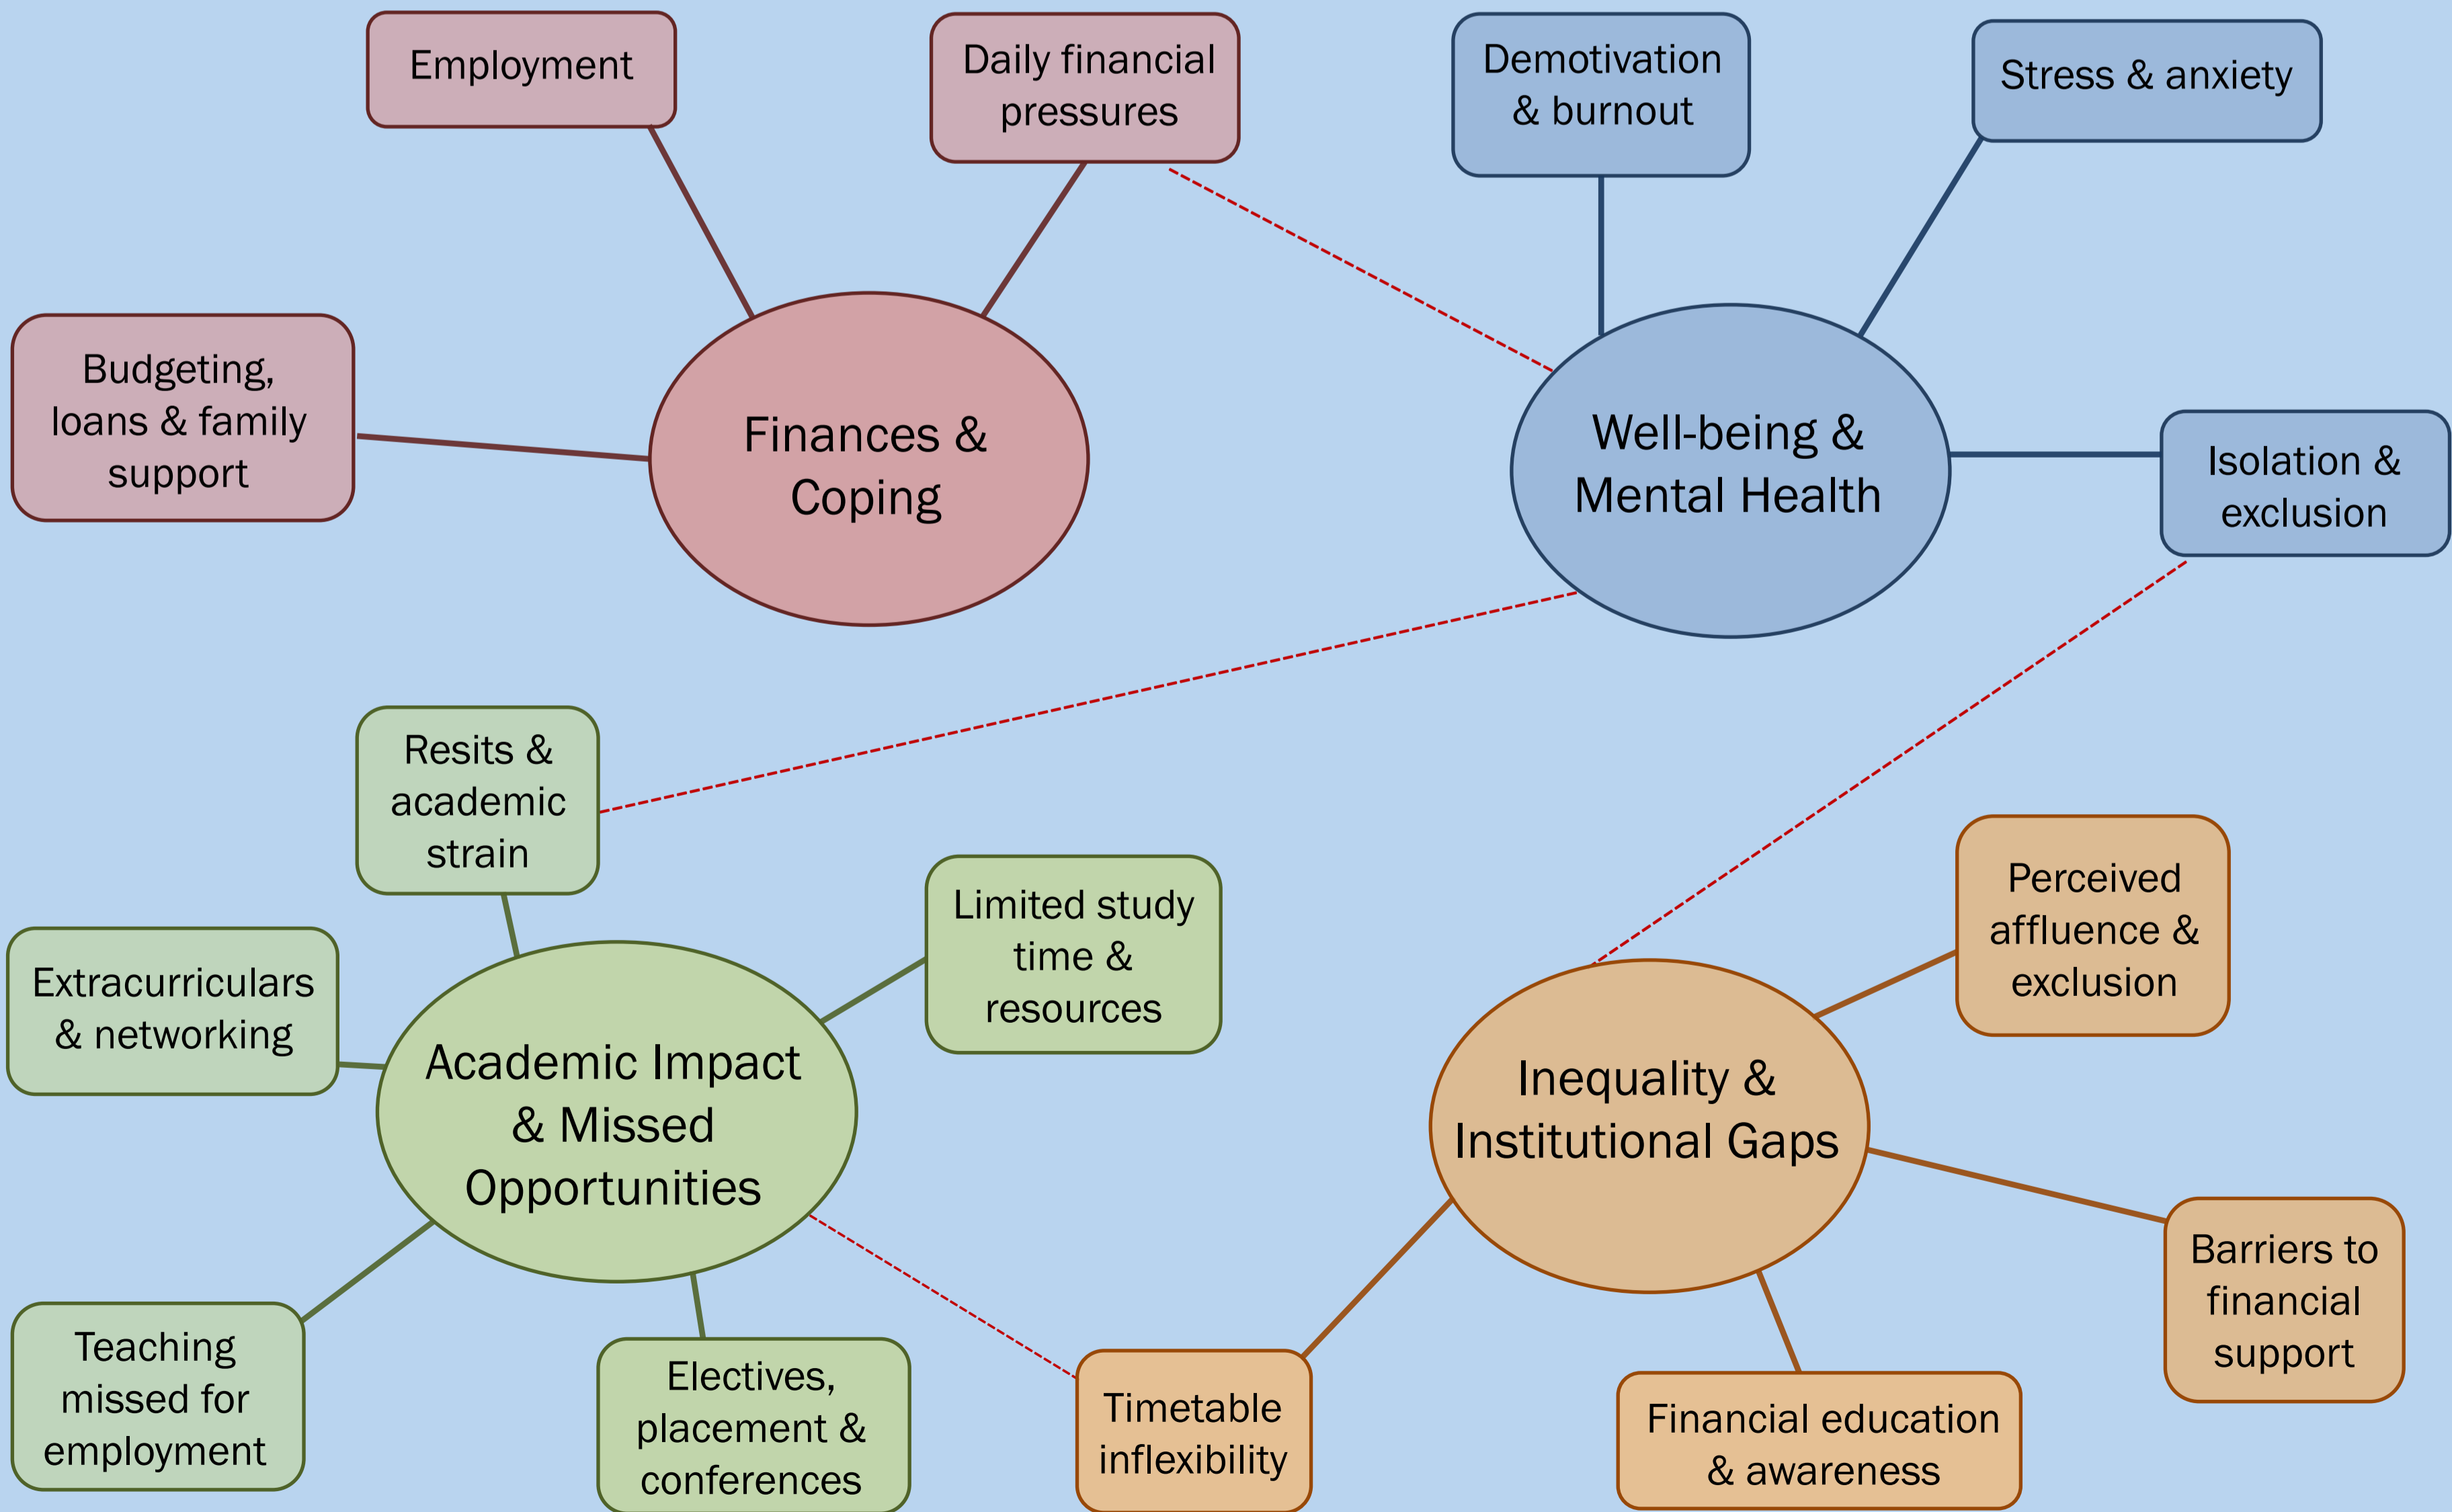 Employment
Daily financial
pressures
Demotivation
& burnout
Stress & anxiety
Budgeting,
loans & family
support
Finances &
Coping
Well-being &
Mental Health
Isolation &
exclusion
Resits &
academic
strain
Limited study
time &
resources
Perceived
affluence &
exclusion
Extracurriculars
& networking
Academic Impact
& Missed
Opportunities
Inequality &
Institutional Gaps
Barriers to
financial
support
Teaching
missed for
employment
Electives,
placement &
conferences
Timetable
inflexibility
Financial education
& awareness